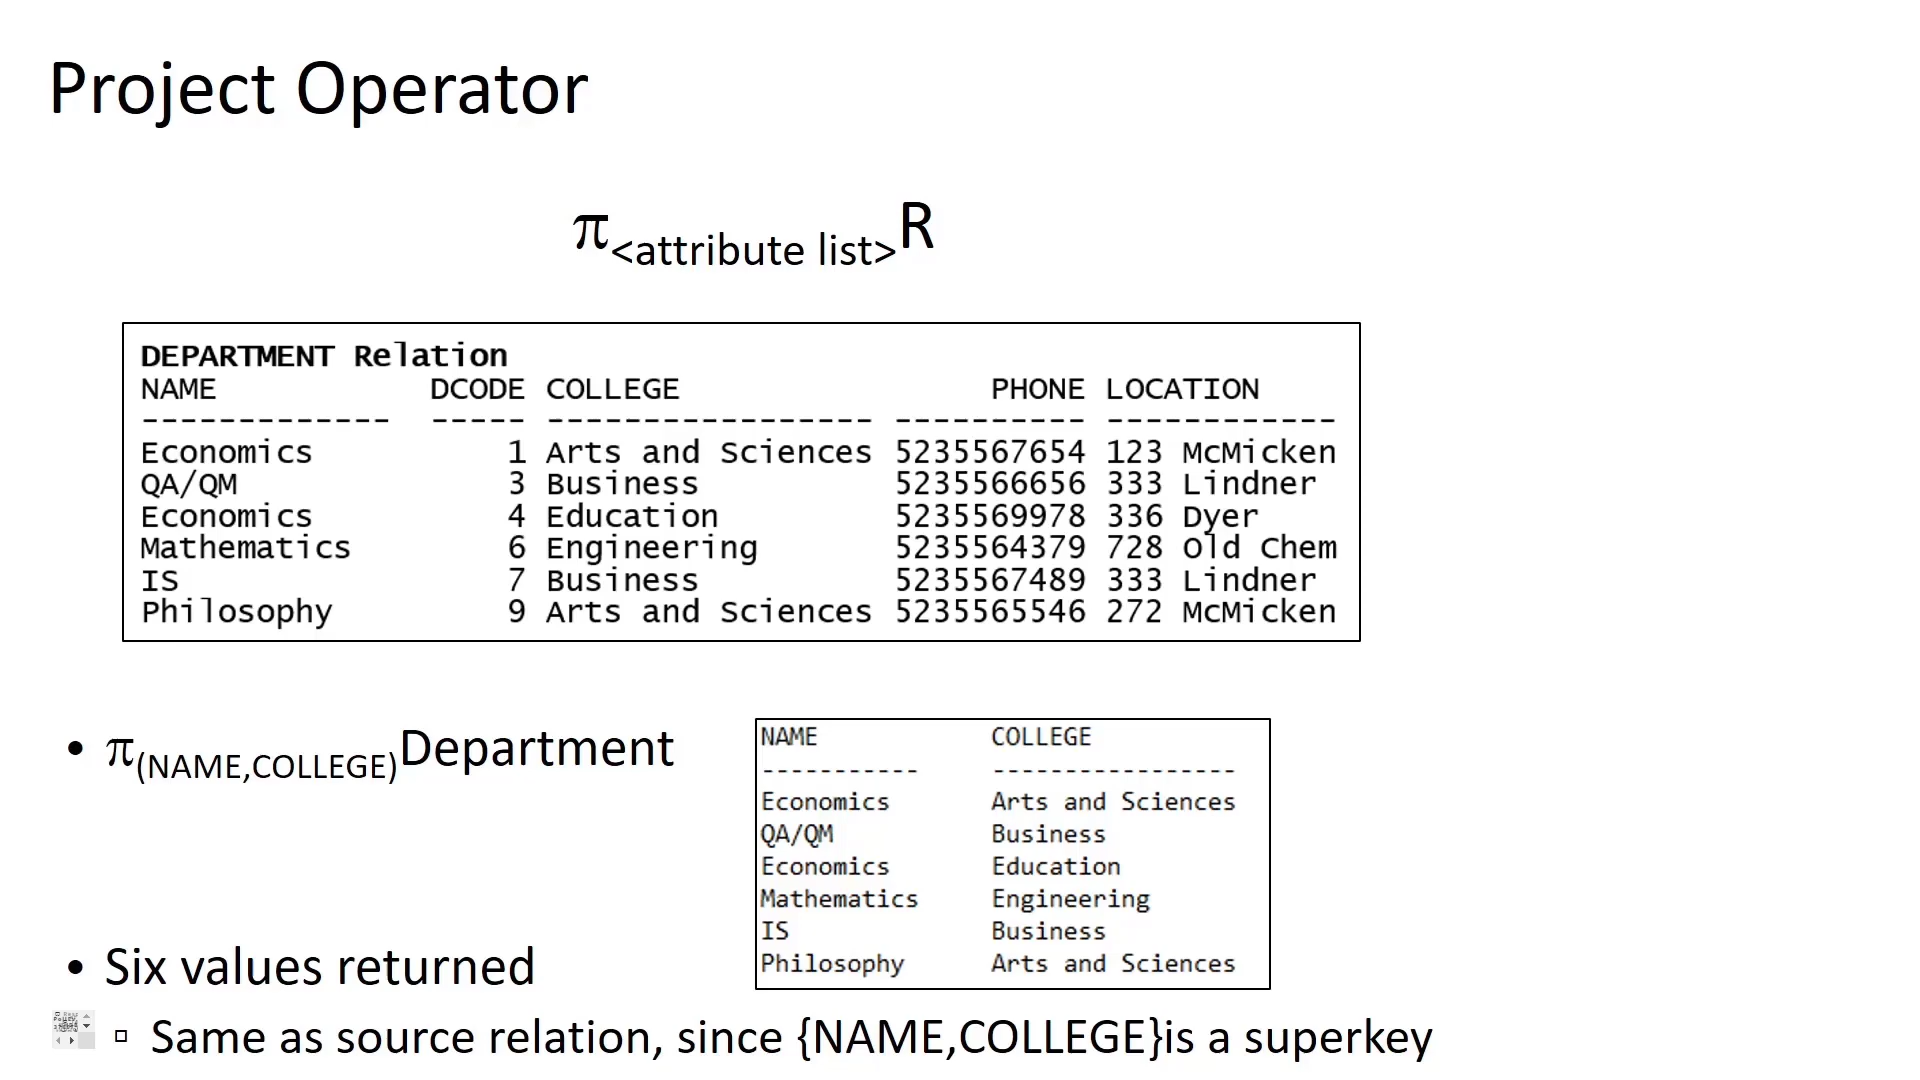 Project Operator
π<attribute list>R
DEPARTMENT Relation
NAME DCODE COLLEGE PHONE LOCATION
------------- ----- ----------------- ---------- ------------
Economics 1 Arts and Sciences 5235567654 123 McMicken
QA/QM 3 Business 5235566656 333 Lindner
Economics 4 Education 5235569978 336 Dyer
Mathematics 6 Engineering 5235564379 728 Old Chem
IS 7 Business 5235567489 333 Lindner
Philosophy 9 Arts and Sciences 5235565546 272 McMicken
• π(NAME,COLLEGE)Department
NAME COLLEGE
----------- -----------------
Economics Arts and Sciences
QA/QM Business
Economics Education
Mathematics Engineering
IS Business
Philosophy Arts and Sciences
• Six values returned
▫ Same as source relation, since {NAME,COLLEGE}is a superkey